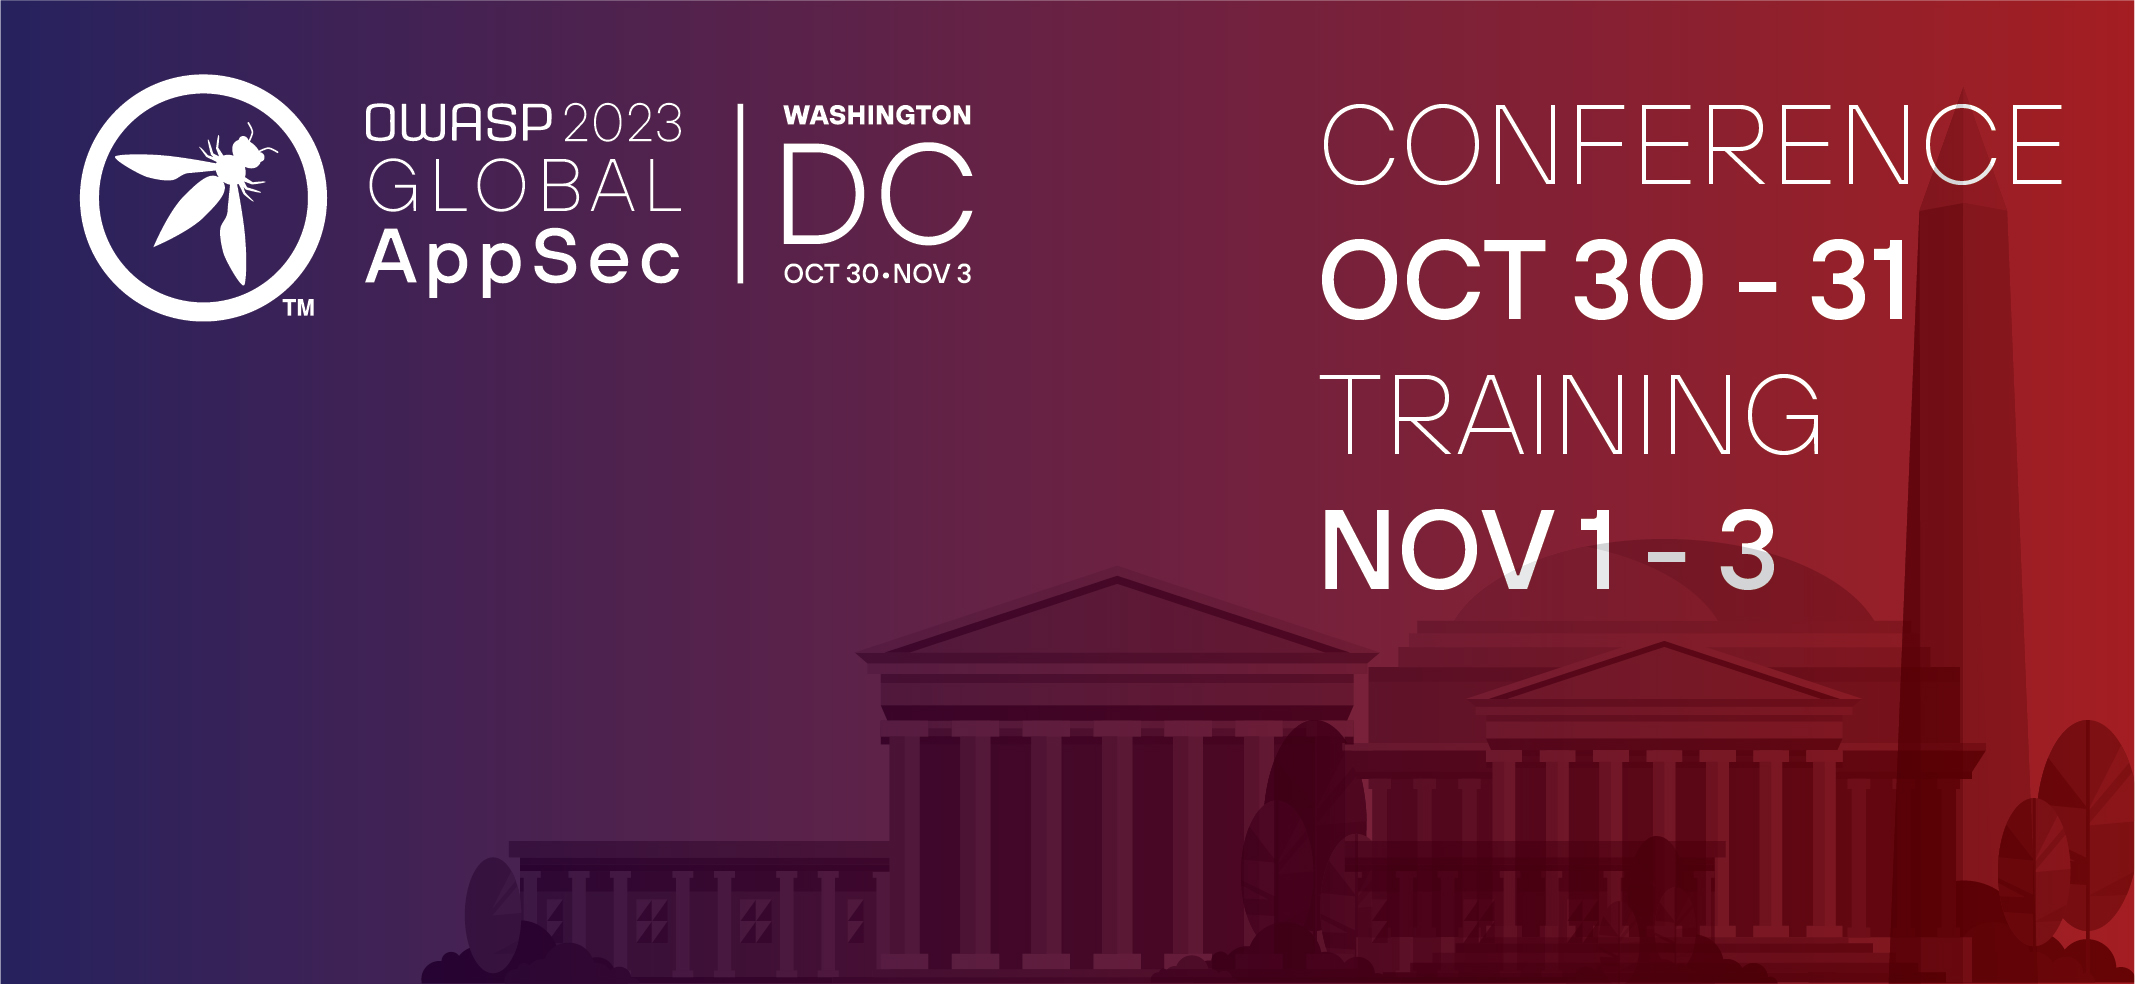 OWASP 2023
GLOBAL
AppSec
TM
WASHINGTON
DC
OCT 30•NOV 3
CONFERENCE
OCT 30 - 31
TRAINING
NOV 1 - 3